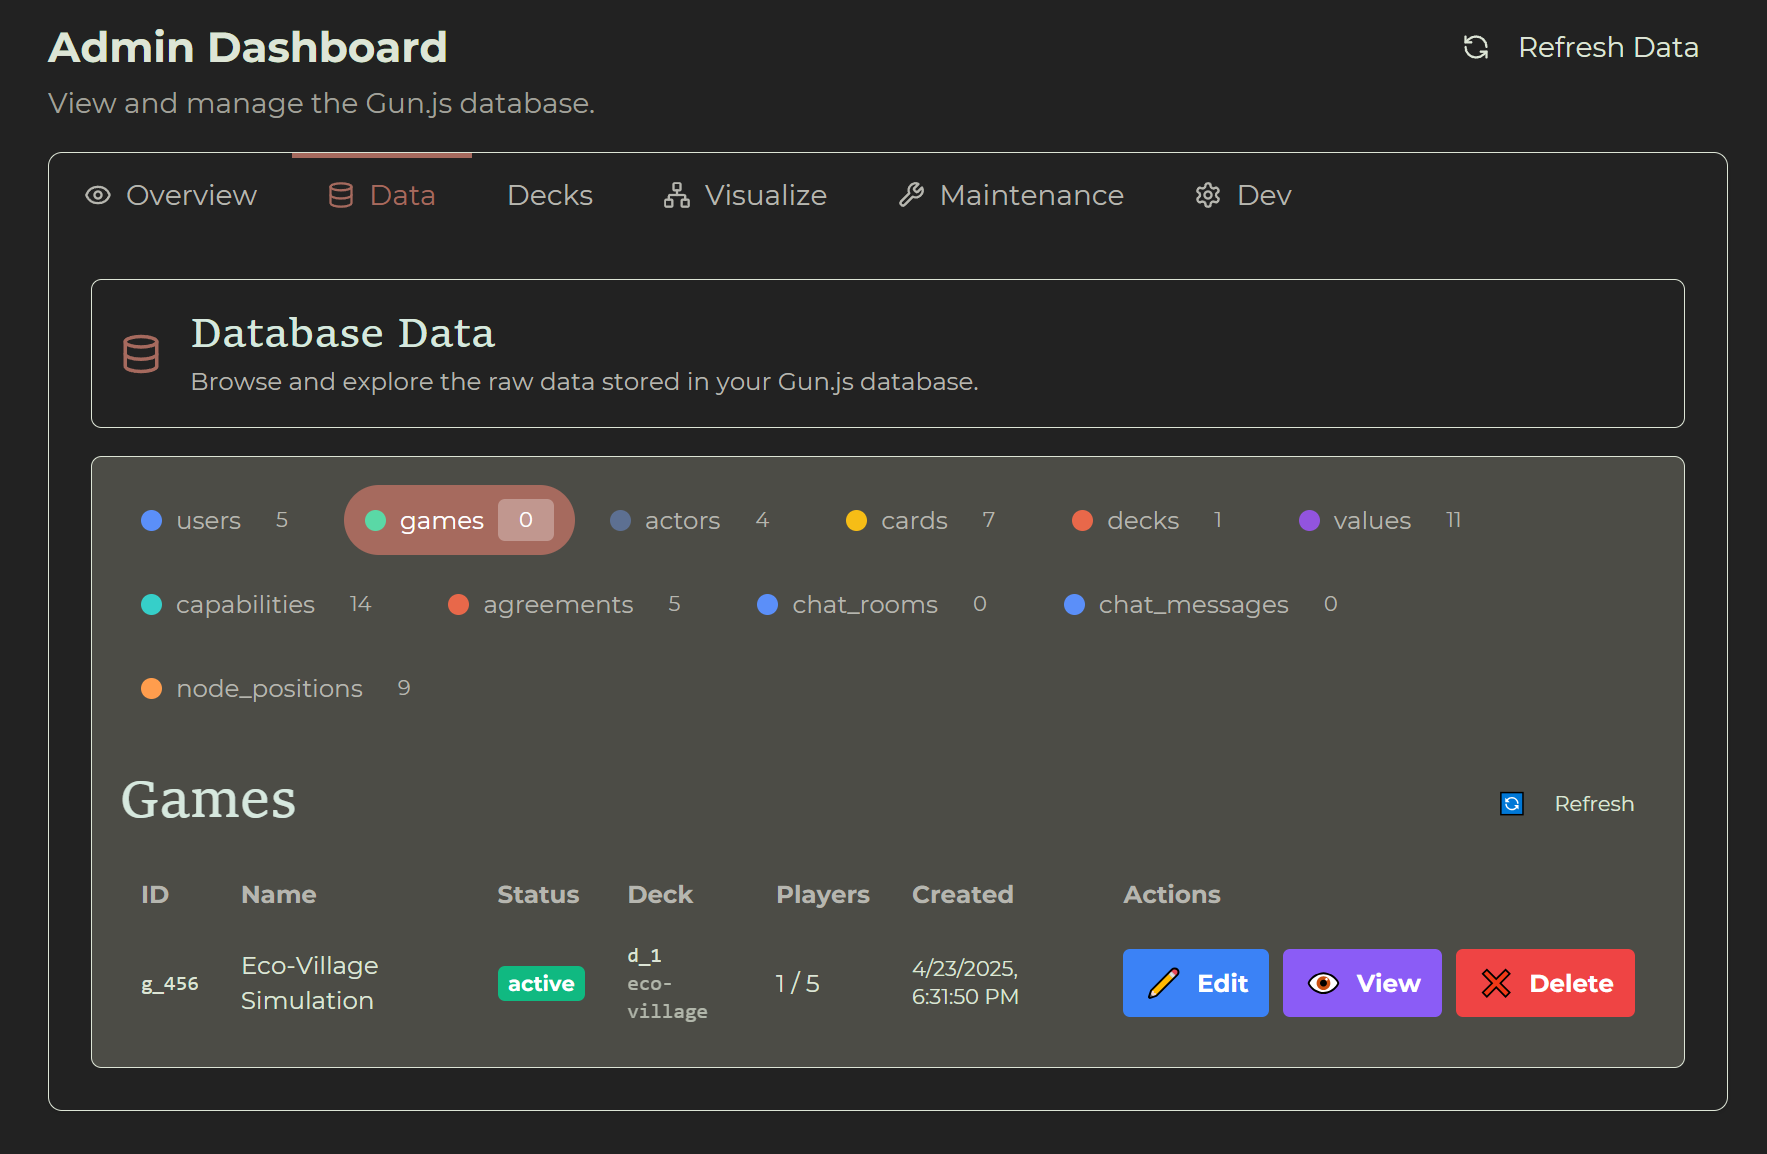 Admin Dashboard
Refresh Data
View and manage the Gun.js database.
Overview
Data
Decks
Visualize
Maintenance
Dev
Database Data
Browse and explore the raw data stored in your Gun.js database.
users 5
games 0
actors 4
cards 7
decks 1
values 11
capabilities 14
agreements 5
chat_rooms 0
chat_messages 0
node_positions 9
Games
Refresh
ID Name Status Deck Players Created Actions
g_456
Eco-Village
Simulation
active
d_1
eco-
village
1 / 5
4/23/2025,
6:31:50 PM
Edit
View
Delete